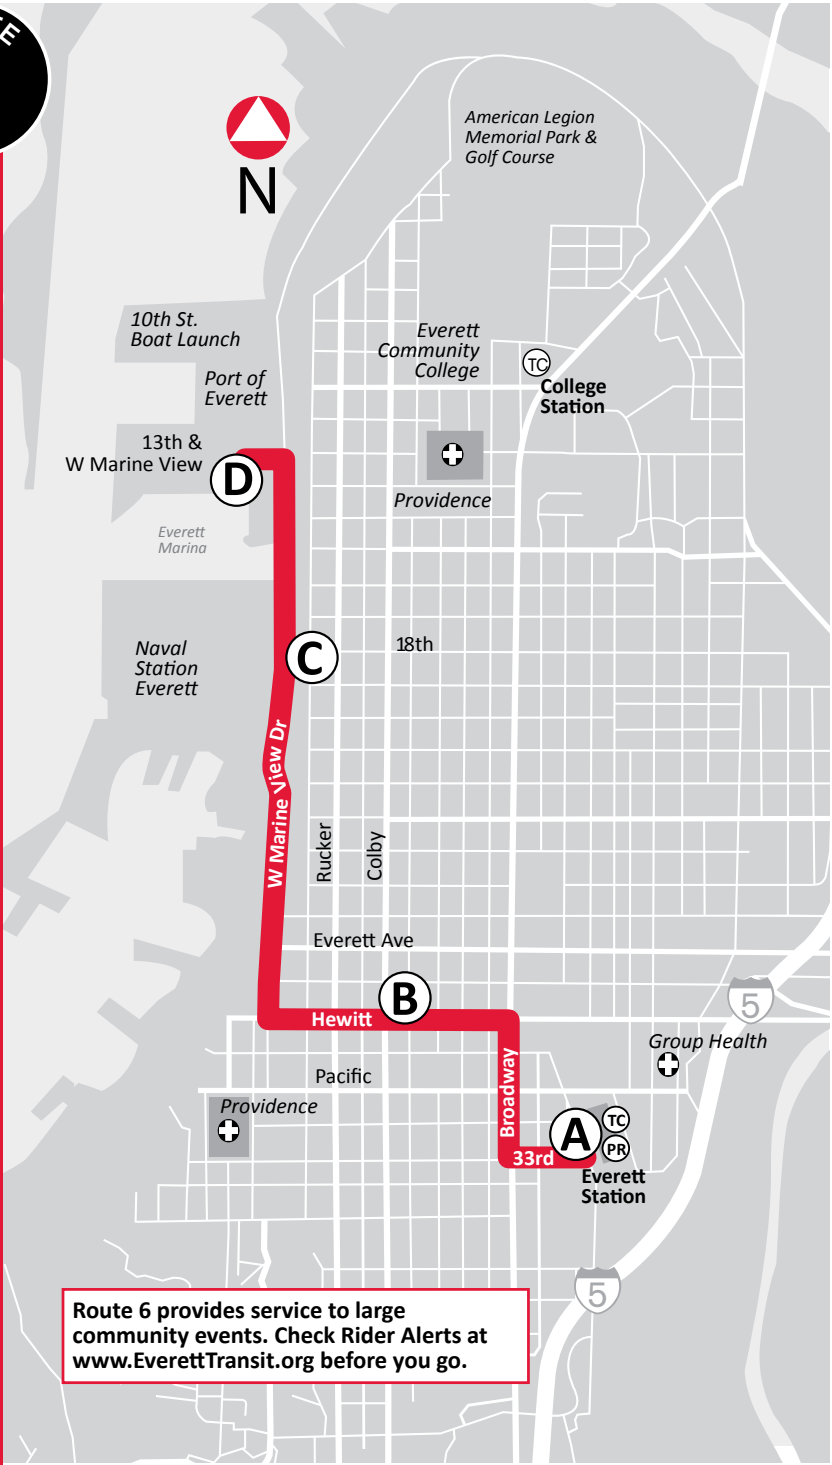 American Legion
Memorial Park &
Golf Course
N
10th St.
Boat Launch
Port of
Everett
Everett
Community
College
TC
College
Station
13th &
W Marine View
D
Providence
Everett
Marina
C
18th
Naval
Station
Everett
W Marine View Dr
Rucker
Colby
Everett Ave
B
Hewitt
5
Group Health
Pacific
Broadway
Providence
A
TC
PR
33rd
Everett
Station
5
Route 6 provides service to large
community events. Check Rider Alerts at
www.EverettTransit.org before you go.